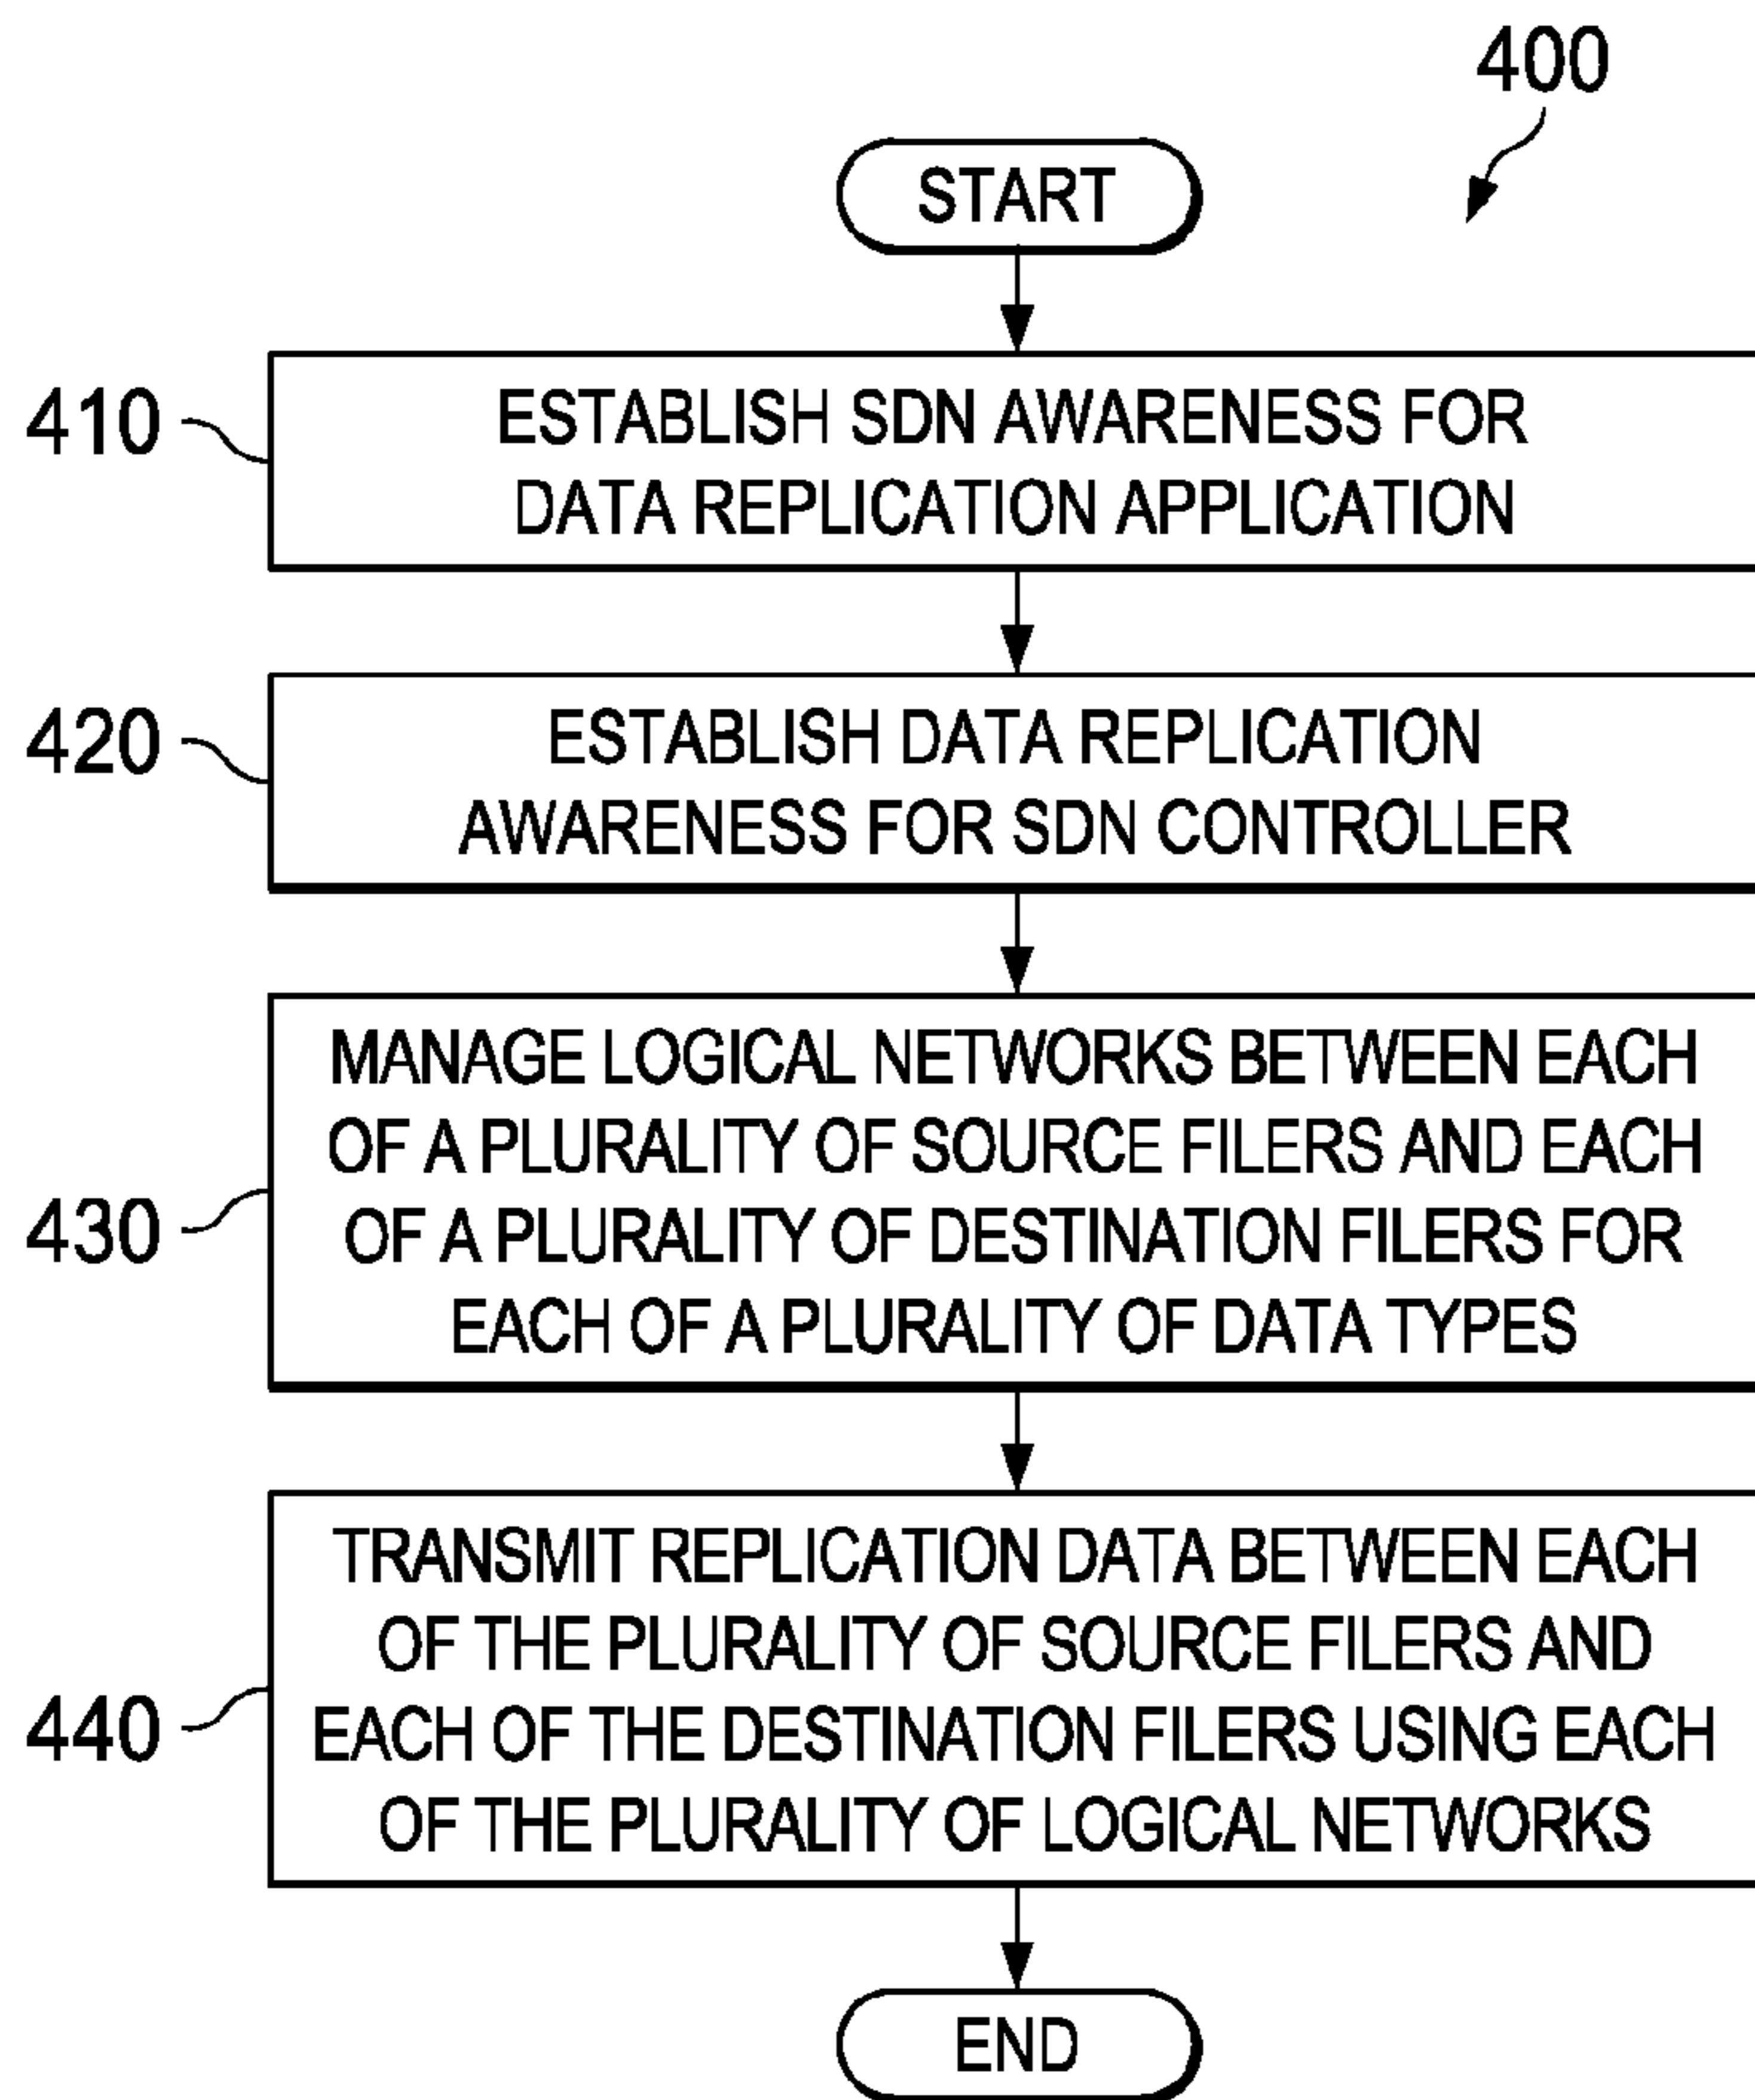 400
START
410
ESTABLISH SDN AWARENESS FOR
DATA REPLICATION APPLICATION
420
ESTABLISH DATA REPLICATION
AWARENESS FOR SDN CONTROLLER
430
MANAGE LOGICAL NETWORKS BETWEEN EACH
OF A PLURALITY OF SOURCE FILERS AND EACH
OF A PLURALITY OF DESTINATION FILERS FOR
EACH OF A PLURALITY OF DATA TYPES
440
TRANSMIT REPLICATION DATA BETWEEN EACH
OF THE PLURALITY OF SOURCE FILERS AND
EACH OF THE DESTINATION FILERS USING EACH
OF THE PLURALITY OF LOGICAL NETWORKS
END